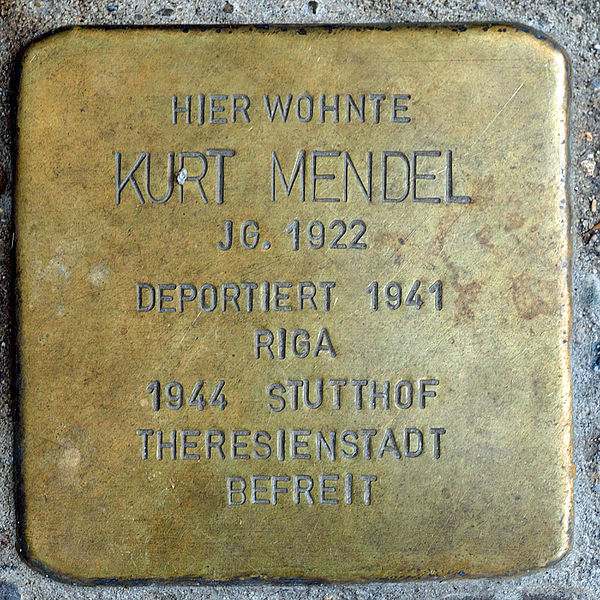 HIER WOHNTE
KURT MENDEL
JG. 1922
DEPORTIERT 1941
RIGA
1944 STUTTHOF
THERESIENSTADT
BEFREIT